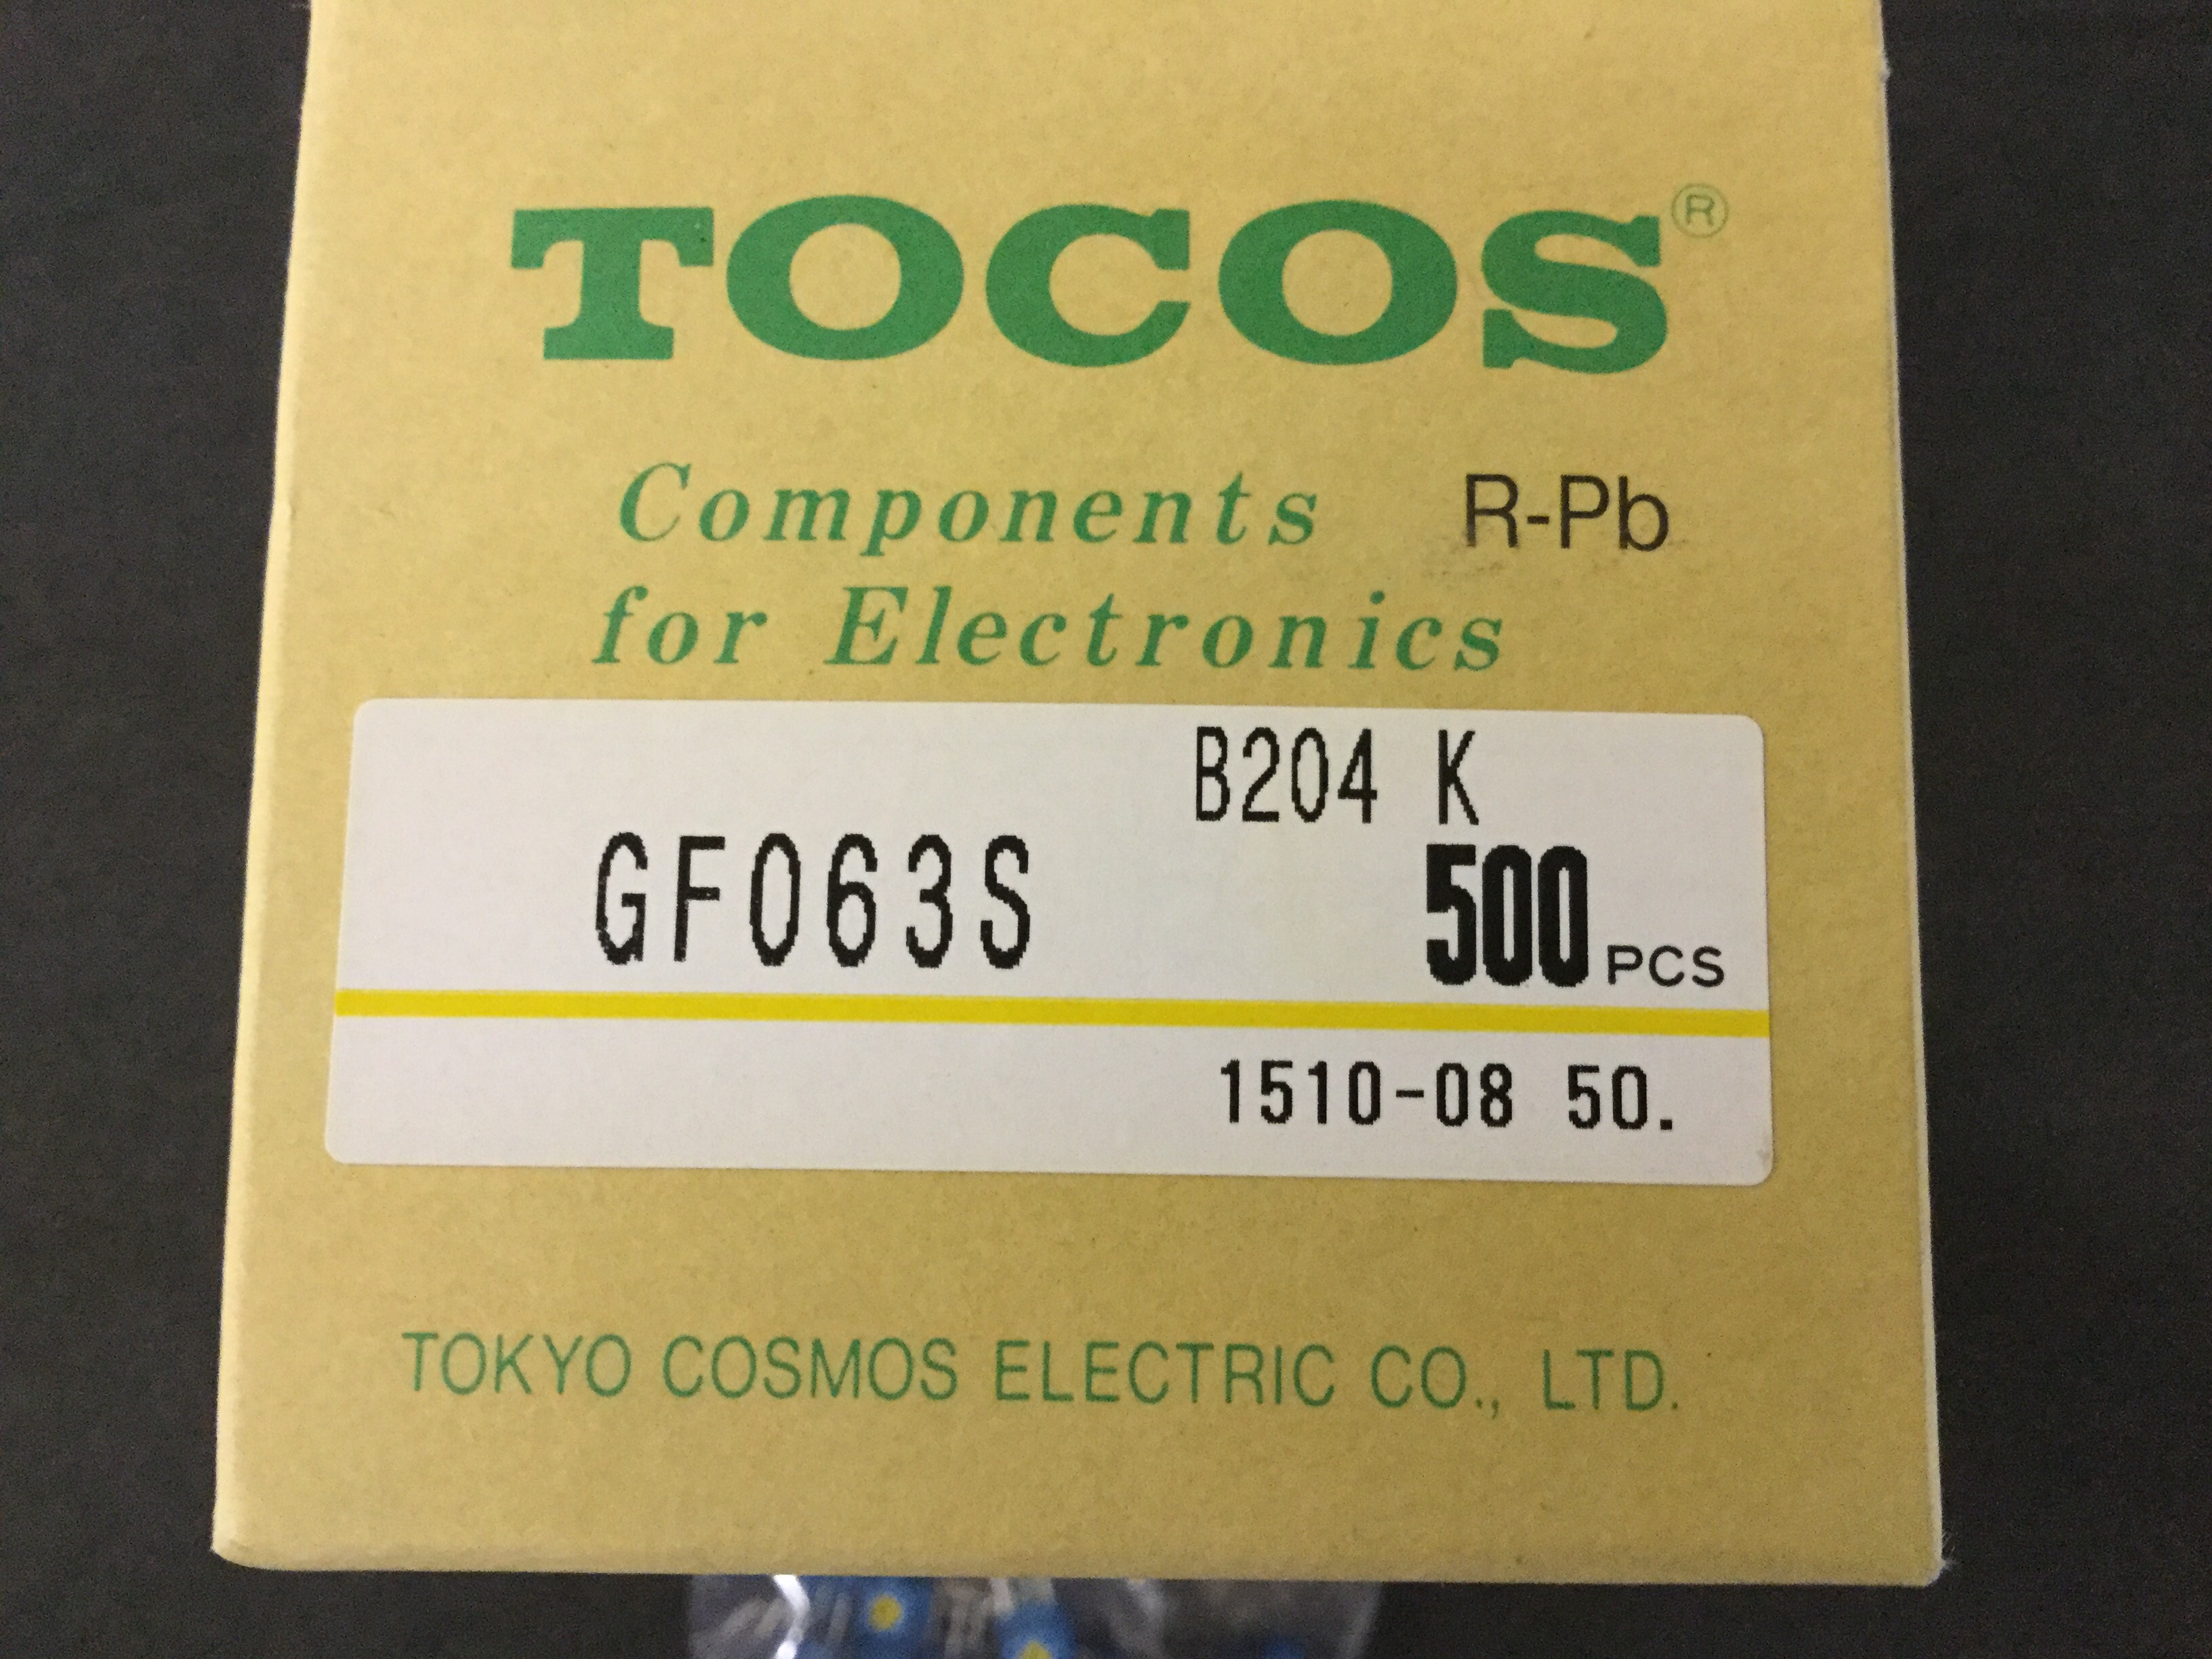 TOCOS®
Components R-Pb
for Electronics
B204 K
GF063S 500 PCS
1510-08 50.
TOKYO COSMOS ELECTRIC CO., LTD.